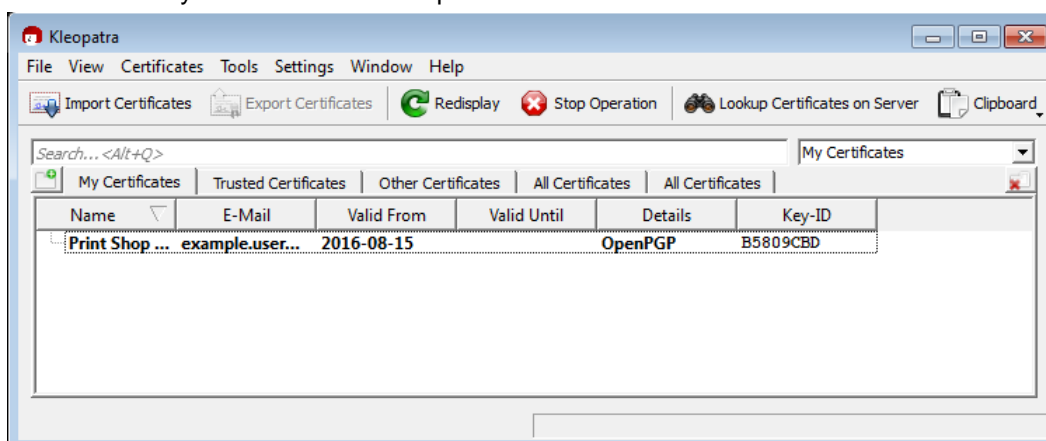 Kleopatra
File View Certificates Tools Settings Window Help
Import Certificates Export Certificates Redisplay Stop Operation Lookup Certificates on Server Clipboard
Search...<Alt+Q> My Certificates
My Certificates Trusted Certificates Other Certificates All Certificates All Certificates
Name E-Mail Valid From Valid Until Details Key-ID
Print Shop ... example.user... 2016-08-15 OpenPGP B5809CBD